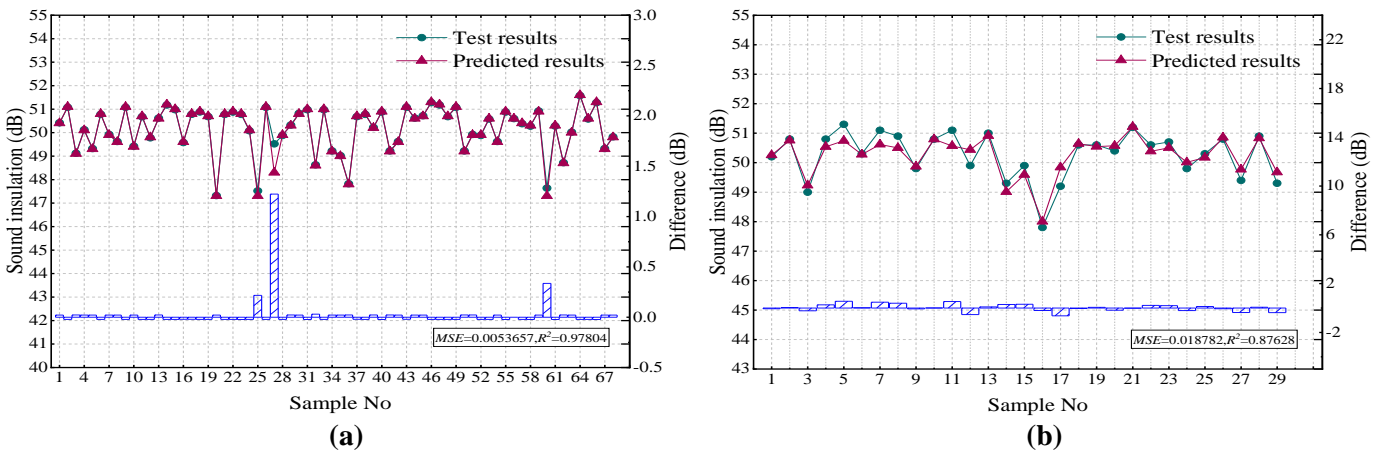 55
54
53
52
51
50
49
48
47
46
45
44
43
42
41
40
Sound insulation (dB)
Test results
Predicted results
3.0
2.5
2.0
1.5
1.0
0.5
0.0
-0.5
Difference (dB)
MSE=0.0053657,R²=0.97804
1 4 7 10 13 16 19 22 25 28 31 34 37 40 43 46 49 52 55 58 61 64 67
Sample No
(a)
55
54
53
52
51
50
49
48
47
46
45
44
43
Sound insulation (dB)
Test results
Predicted results
22
18
14
10
6
2
-2
Difference (dB)
MSE=0.018782,R²=0.87628
1 3 5 7 9 11 13 15 17 19 21 23 25 27 29
Sample No
(b)